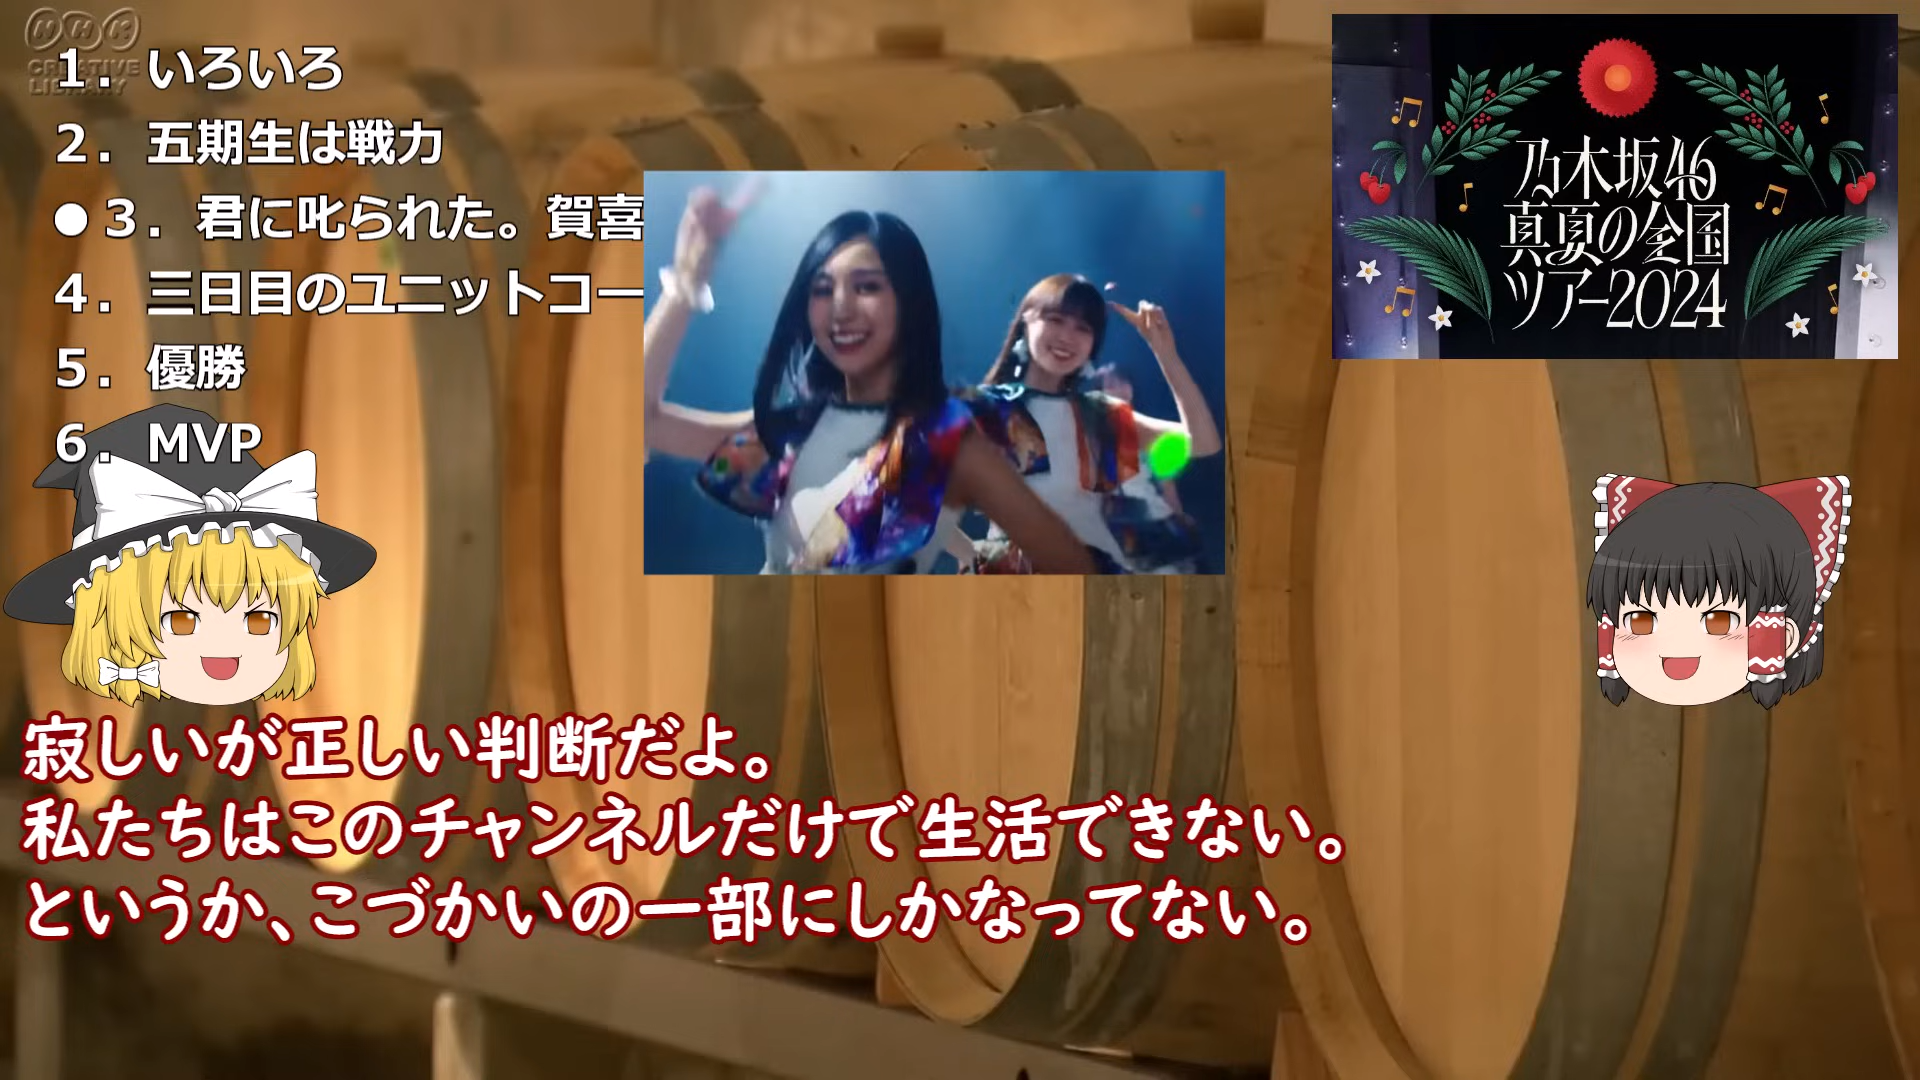 NHK
CREATIVE
LIBRARY
1．いろいろ
2．五期生は戦力
●3．君に叱られた。賀喜
4．三日目のユニットコー
5．優勝
6．MVP
乃木坂46
真夏の全国
ツアー2024
寂しいが正しい判断だよ。
私たちはこのチャンネルだけで生活できない。
というか、こづかいの一部にしかなってない。